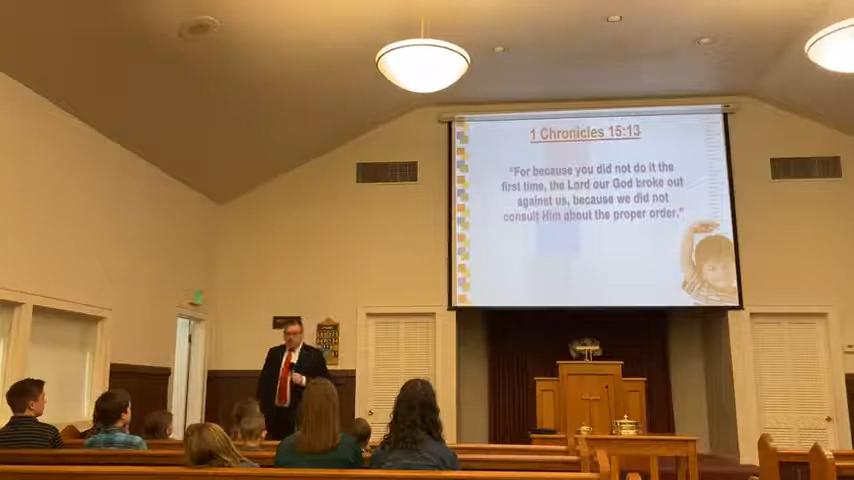 1 Chronicles 15:13
"For because you did not do it the
first time, the Lord our God broke out
against us, because we did not
consult Him about the proper order."